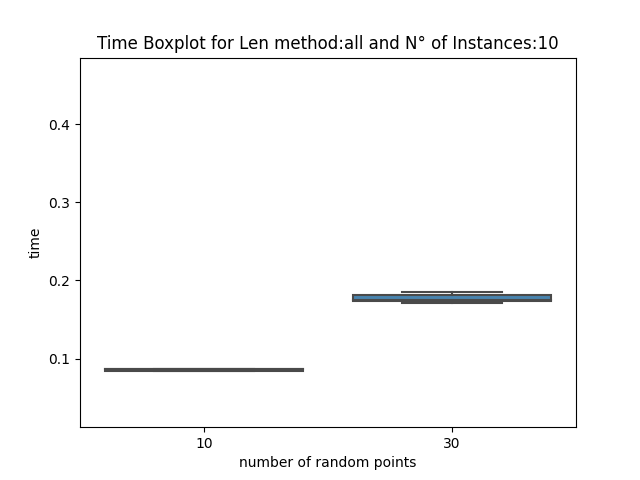 Time Boxplot for Len method:all and N° of Instances:10
0.4
0.3
0.2
0.1
time
10
30
number of random points